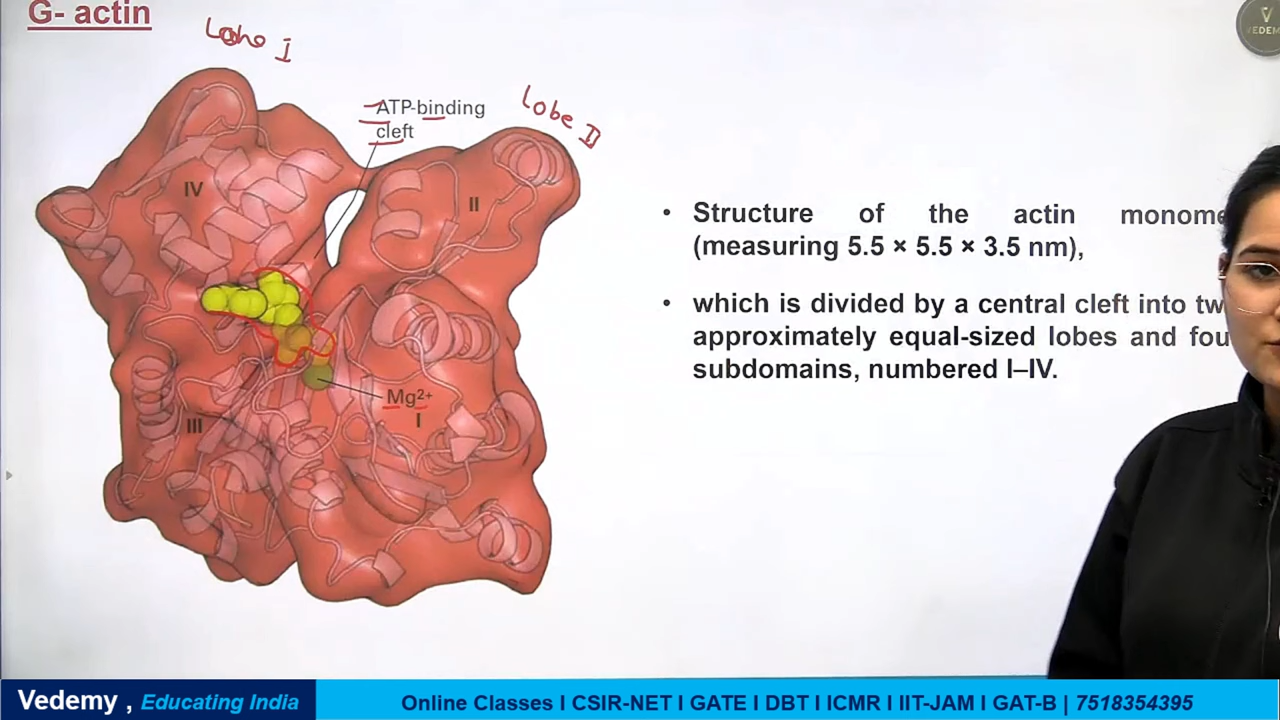 G- actin
Lobe I
ATP-binding
cleft
Lobe II
IV
II
Mg²⁺
I
III
• Structure of the actin monome
(measuring 5.5 × 5.5 × 3.5 nm),
• which is divided by a central cleft into tw
approximately equal-sized lobes and fou
subdomains, numbered I–IV.
VEDEM
Vedemy , Educating India
Online Classes I CSIR-NET I GATE I DBT I ICMR I IIT-JAM I GAT-B | 7518354395